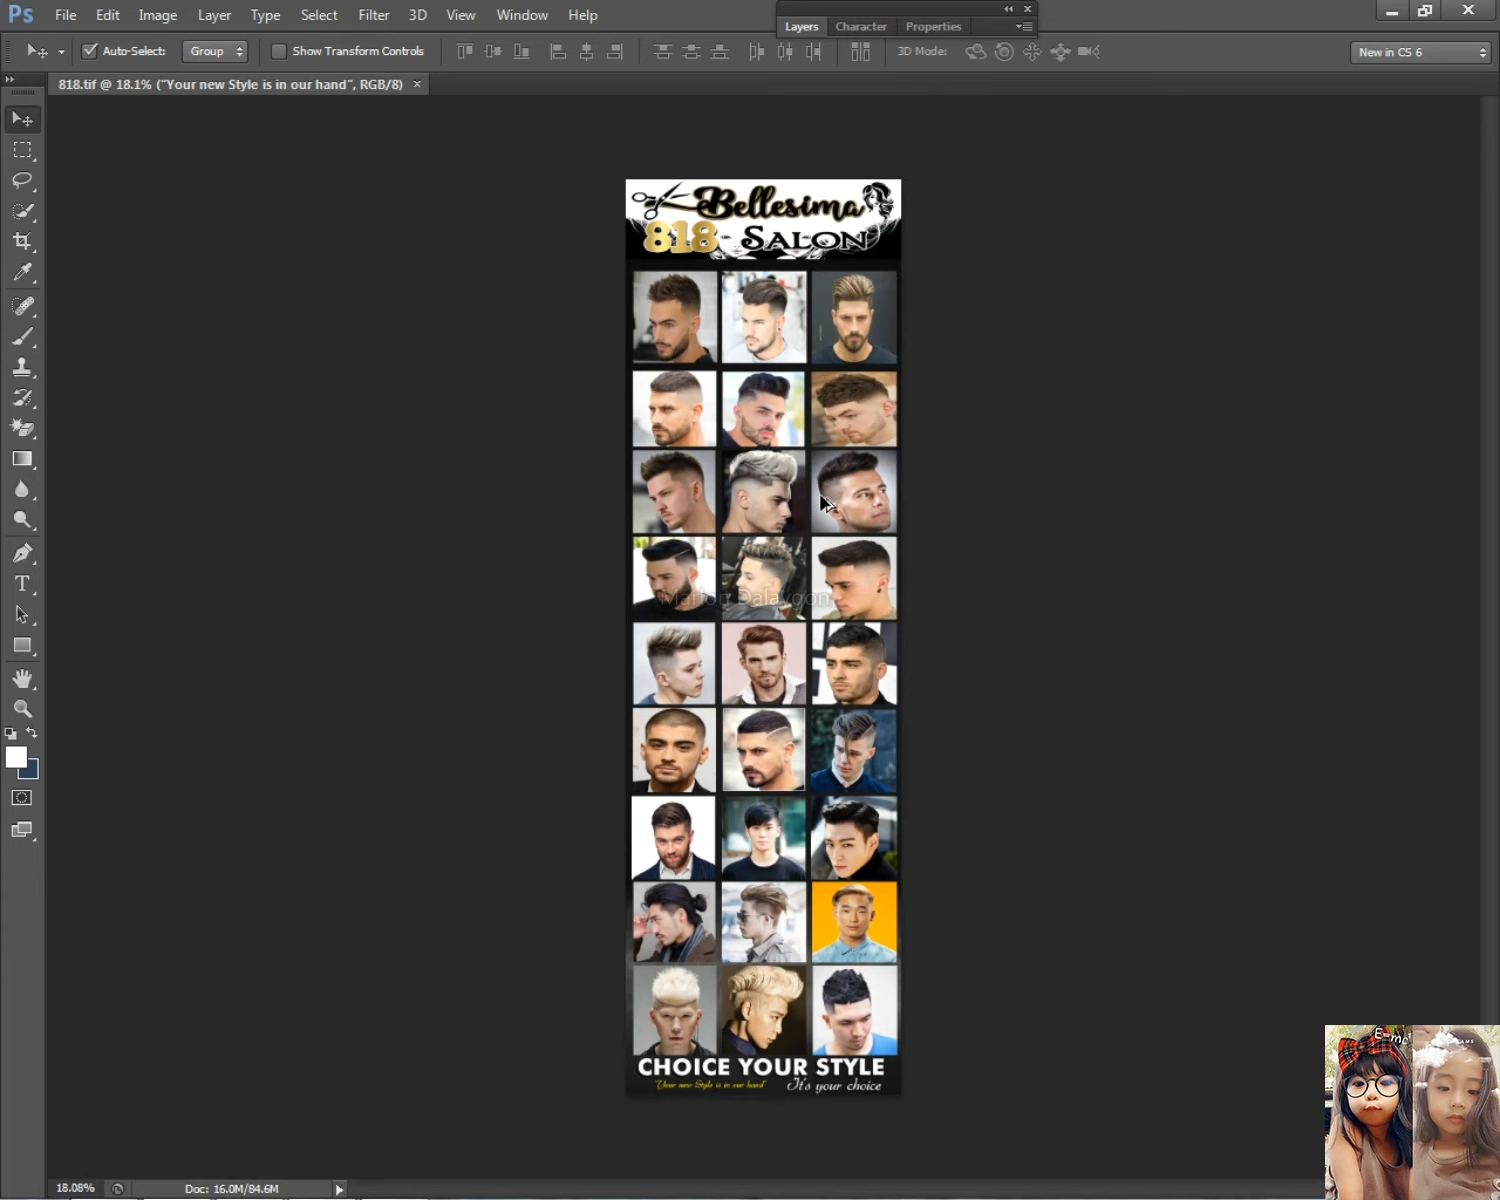 Ps File Edit Image Layer Type Select Filter 3D View Window Help
Layers Character Properties
Auto-Select: Group Show Transform Controls 3D Mode: New in CS 6
818.tif @ 18.1% ("Your new Style is in our hand", RGB/8) ×
Bellesima
818 SALON
Marlon Dalaygon
CHOICE YOUR STYLE
"Your new Style is in our hand" It's your choice
E=mc²
18.08% Doc: 16.0M/84.6M